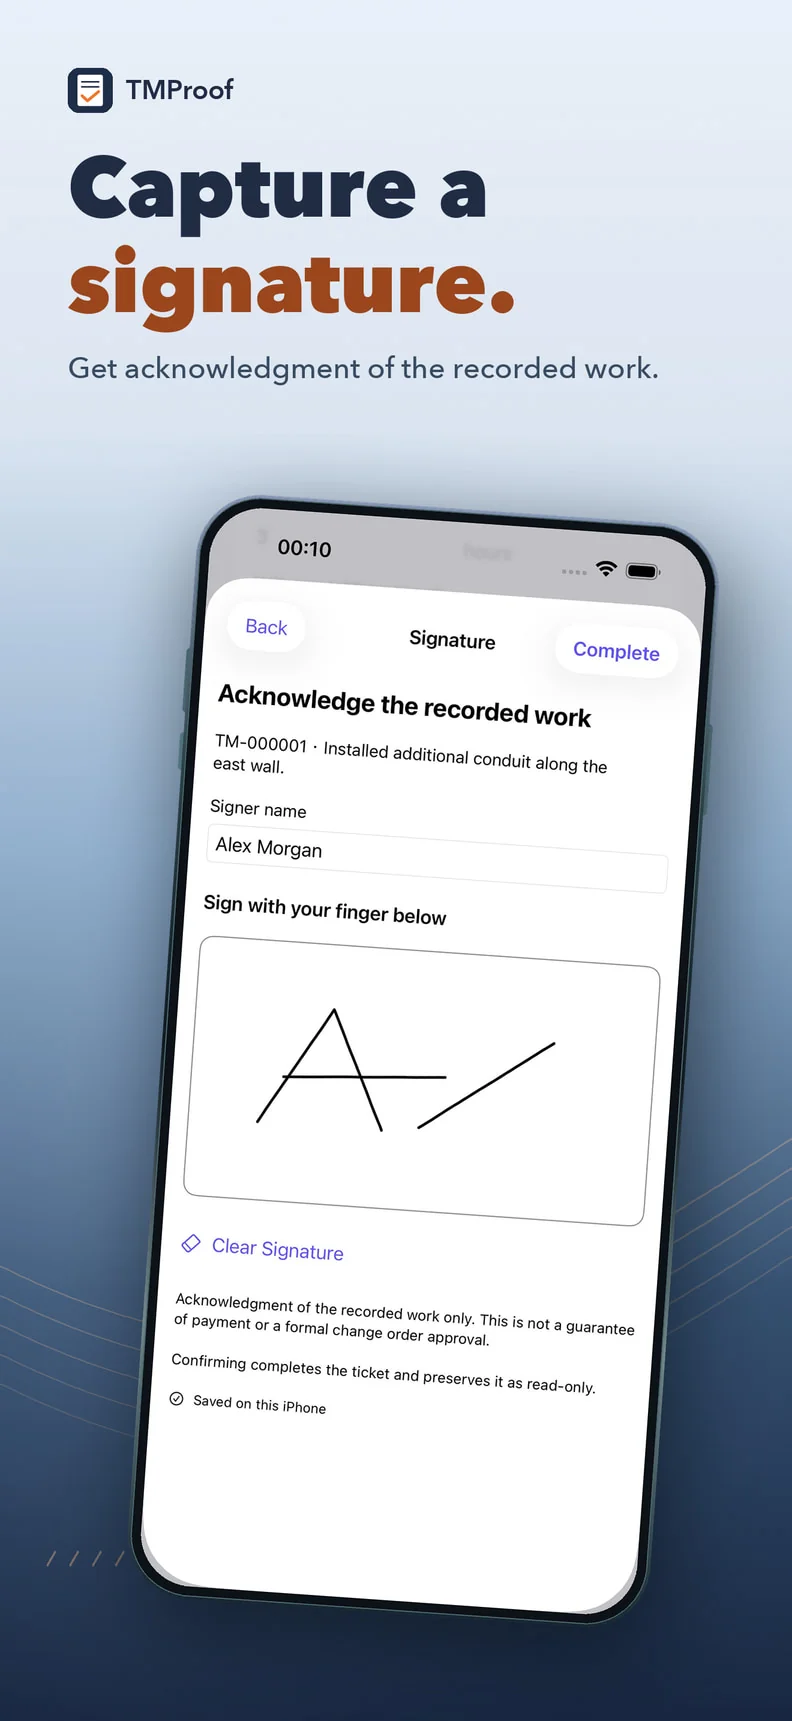 TMProof
Capture a
signature.
Get acknowledgment of the recorded work.
00:10
Back
Signature
Complete
Acknowledge the recorded work
TM-000001 · Installed additional conduit along the
east wall.
Signer name
Alex Morgan
Sign with your finger below
Clear Signature
Acknowledgment of the recorded work only. This is not a guarantee
of payment or a formal change order approval.
Confirming completes the ticket and preserves it as read-only.
Saved on this iPhone